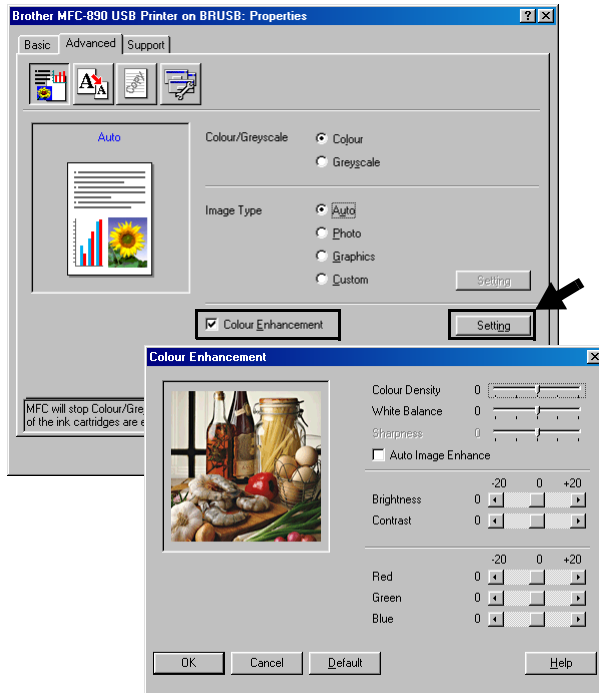 Brother MFC-890 USB Printer on BRUSB: Properties
Basic Advanced Support
Copy
Auto
Colour/Greyscale
Colour
Greyscale
Image Type
Auto
Photo
Graphics
Custom
Setting
Colour Enhancement
Setting
MFC will stop Colour/Gre
of the ink cartridges are e
Colour Enhancement
Colour Density 0
White Balance 0
Sharpness 0
Auto Image Enhance
-20 0 +20
Brightness 0
Contrast 0
-20 0 +20
Red 0
Green 0
Blue 0
OK Cancel Default Help